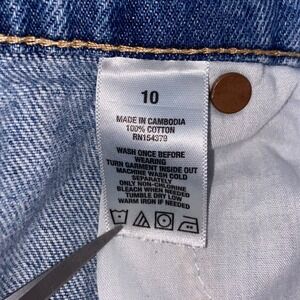 10
MADE IN CAMBODIA
100% COTTON
RN154379
WASH ONCE BEFORE
WEARING
TURN GARMENT INSIDE OUT
MACHINE WASH COLD
SEPARATELY
ONLY NON-CHLORINE
BLEACH WHEN NEEDED
TUMBLE DRY LOW
WARM IRON IF NEEDED